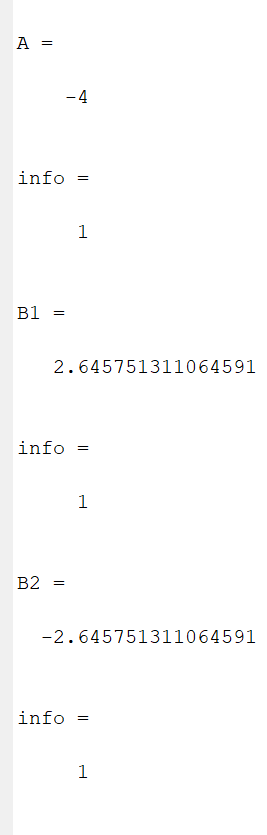 A =
-4
info =
1
B1 =
2.645751311064591
info =
1
B2 =
-2.645751311064591
info =
1